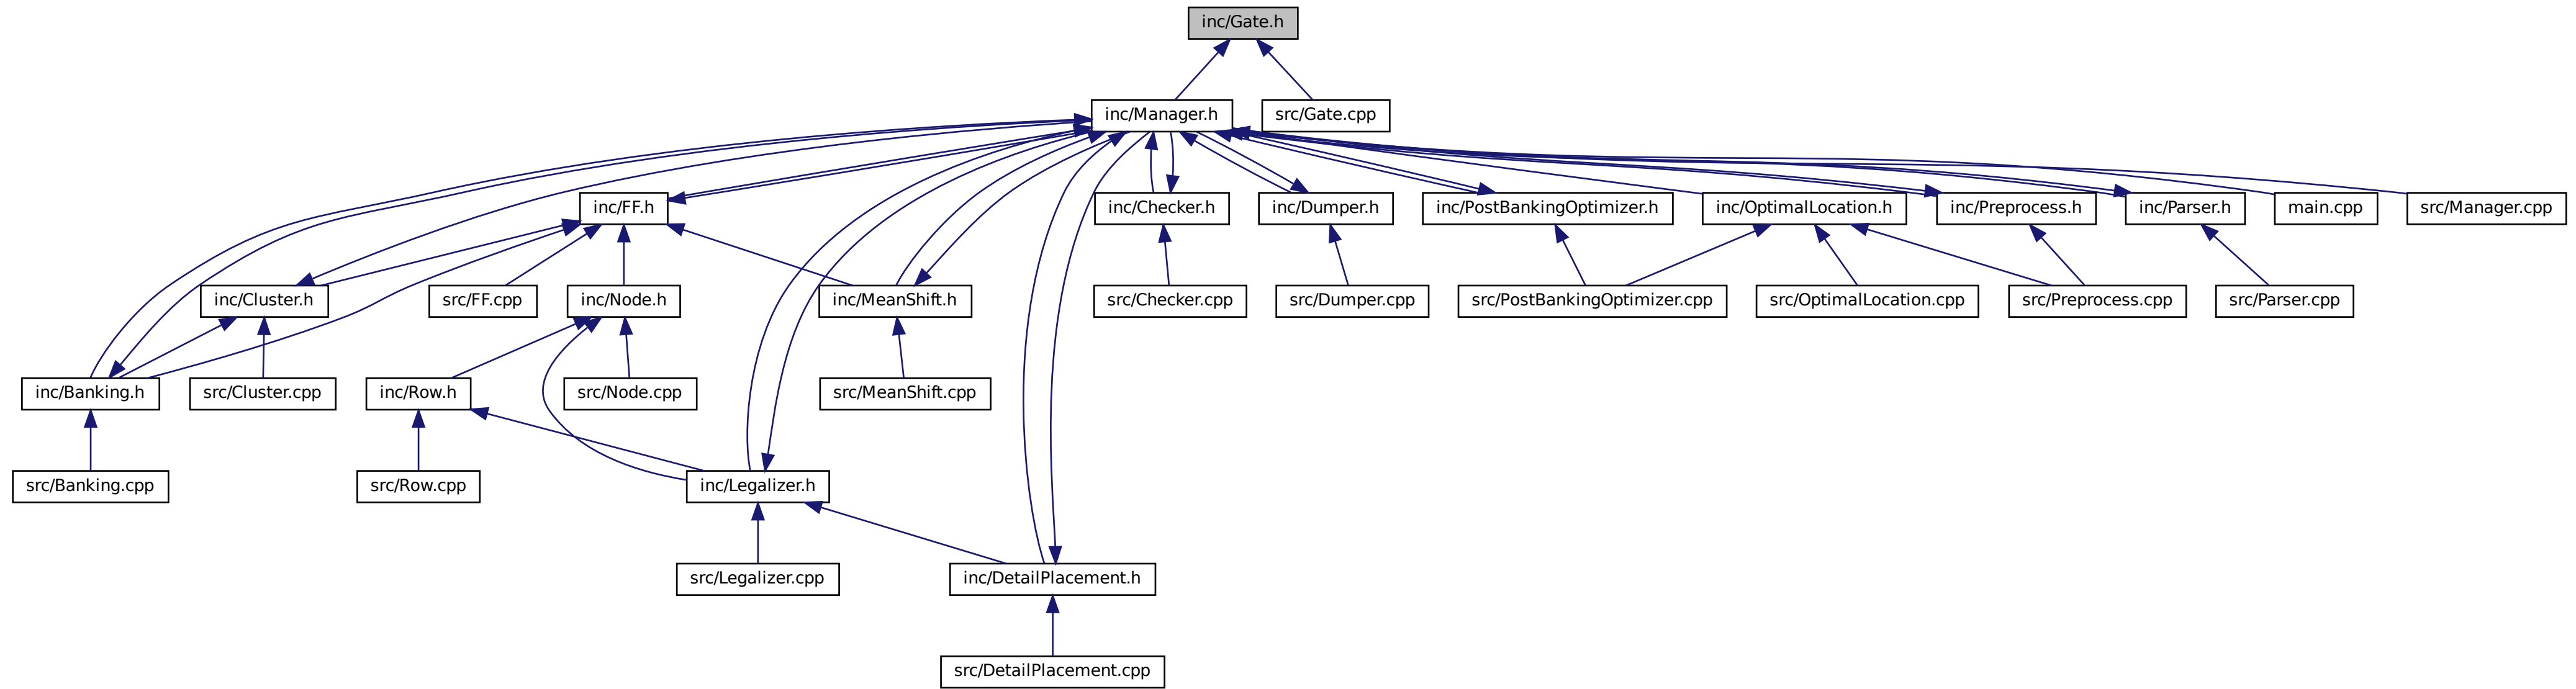 inc/Gate.h
inc/Manager.h
src/Gate.cpp
inc/FF.h
inc/Checker.h
inc/Dumper.h
inc/PostBankingOptimizer.h
inc/OptimalLocation.h
inc/Preprocess.h
inc/Parser.h
main.cpp
src/Manager.cpp
inc/Cluster.h
src/FF.cpp
inc/Node.h
inc/MeanShift.h
src/Checker.cpp
src/Dumper.cpp
src/PostBankingOptimizer.cpp
src/OptimalLocation.cpp
src/Preprocess.cpp
src/Parser.cpp
inc/Banking.h
src/Cluster.cpp
inc/Row.h
src/Node.cpp
src/MeanShift.cpp
src/Banking.cpp
src/Row.cpp
inc/Legalizer.h
src/Legalizer.cpp
inc/DetailPlacement.h
src/DetailPlacement.cpp